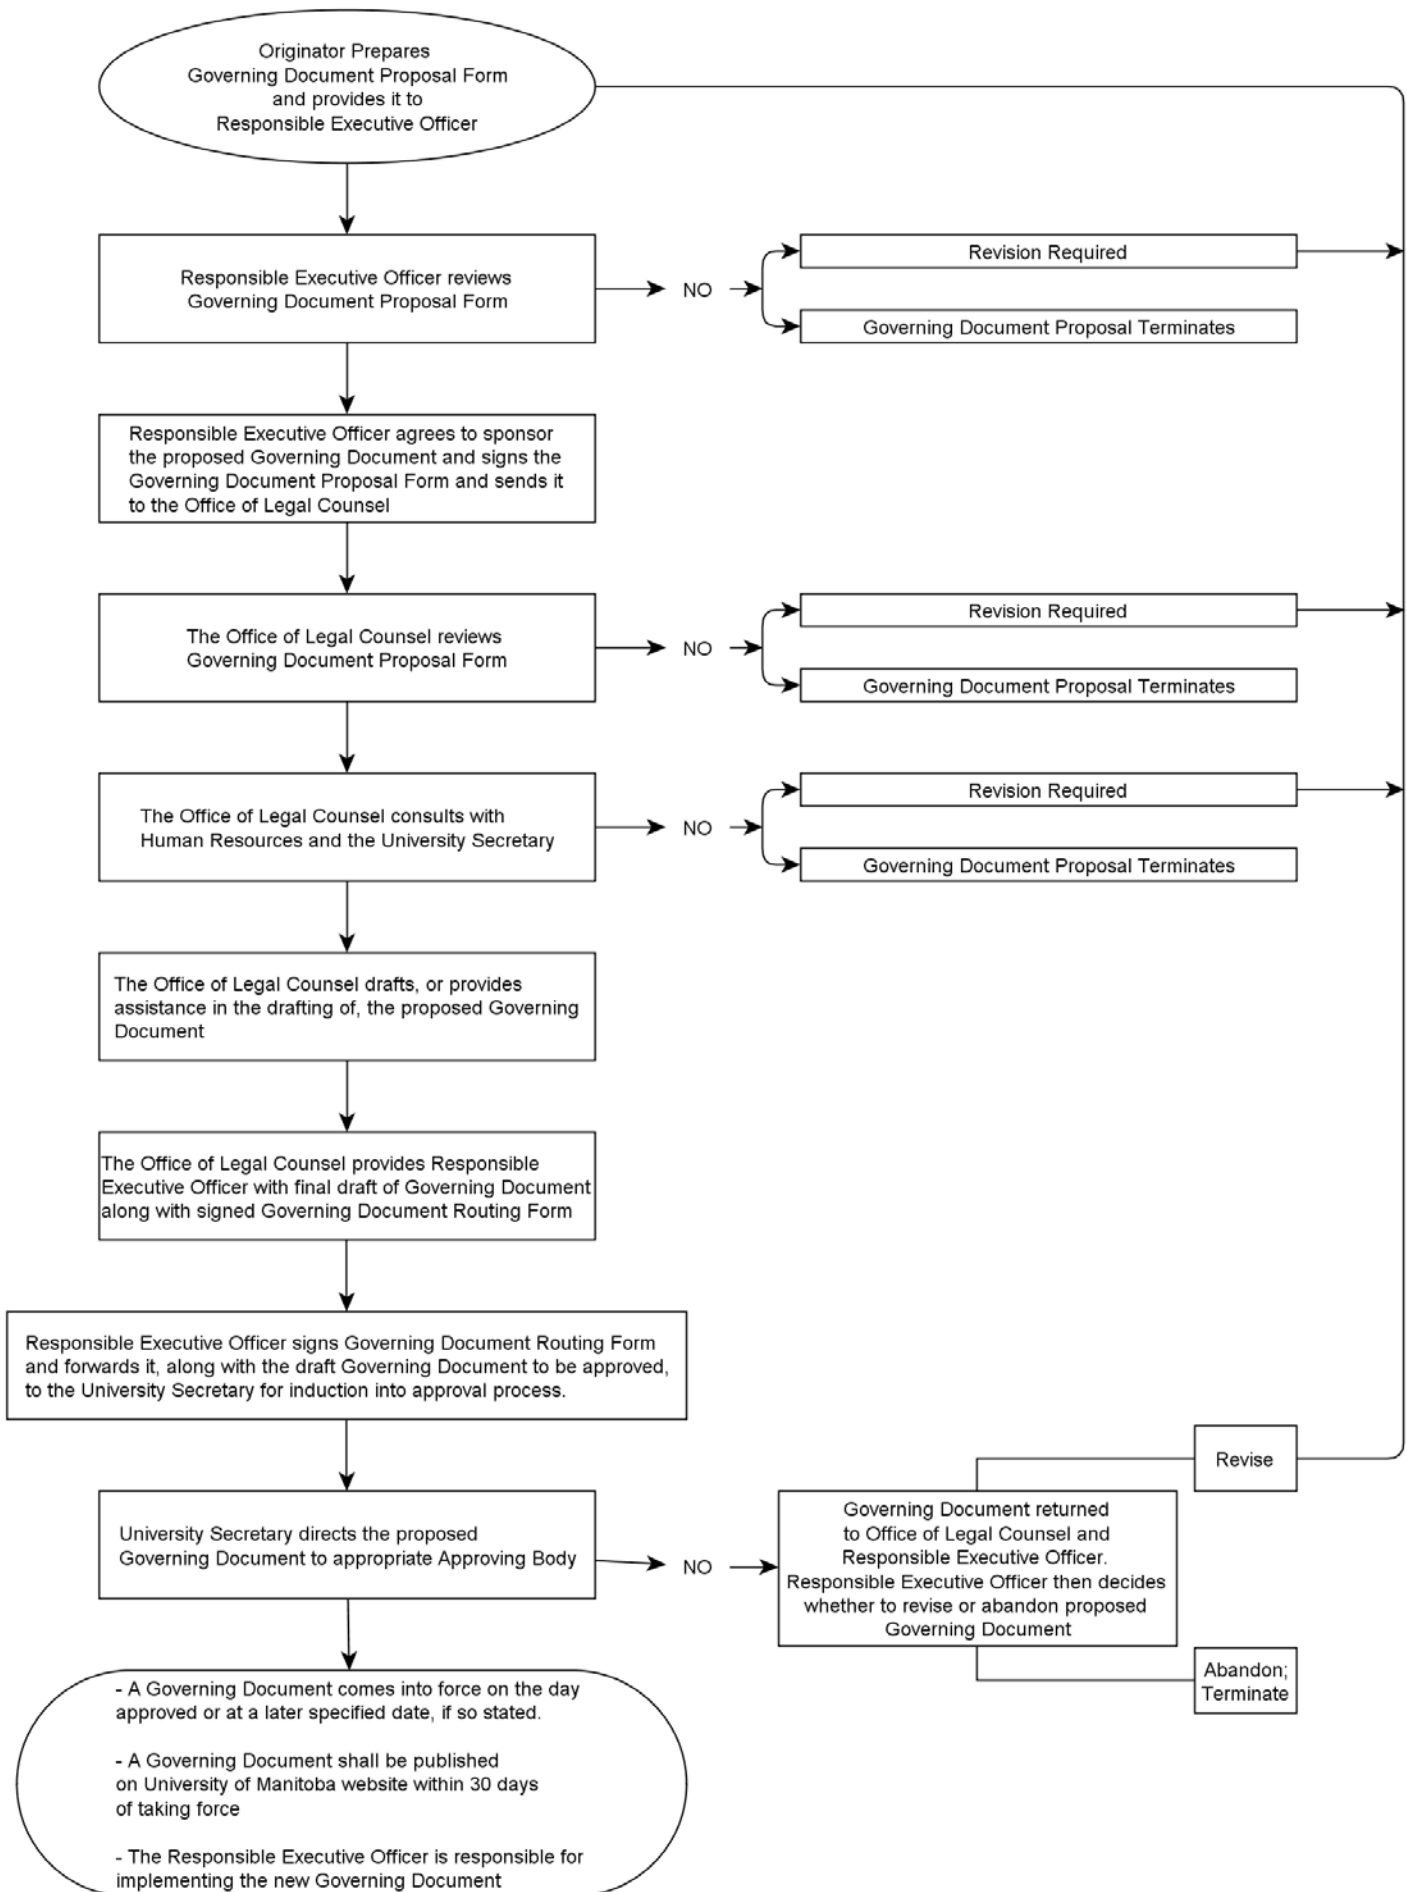 Originator Prepares
Governing Document Proposal Form
and provides it to
Responsible Executive Officer
Responsible Executive Officer reviews
Governing Document Proposal Form
NO
Revision Required
Governing Document Proposal Terminates
Responsible Executive Officer agrees to sponsor
the proposed Governing Document and signs the
Governing Document Proposal Form and sends it
to the Office of Legal Counsel
The Office of Legal Counsel reviews
Governing Document Proposal Form
NO
Revision Required
Governing Document Proposal Terminates
The Office of Legal Counsel consults with
Human Resources and the University Secretary
NO
Revision Required
Governing Document Proposal Terminates
The Office of Legal Counsel drafts, or provides
assistance in the drafting of, the proposed Governing
Document
The Office of Legal Counsel provides Responsible
Executive Officer with final draft of Governing Document
along with signed Governing Document Routing Form
Responsible Executive Officer signs Governing Document Routing Form
and forwards it, along with the draft Governing Document to be approved,
to the University Secretary for induction into approval process.
University Secretary directs the proposed
Governing Document to appropriate Approving Body
NO
Revise
Governing Document returned
to Office of Legal Counsel and
Responsible Executive Officer.
Responsible Executive Officer then decides
whether to revise or abandon proposed
Governing Document
Abandon;
Terminate
- A Governing Document comes into force on the day
approved or at a later specified date, if so stated.
- A Governing Document shall be published
on University of Manitoba website within 30 days
of taking force
- The Responsible Executive Officer is responsible for
implementing the new Governing Document